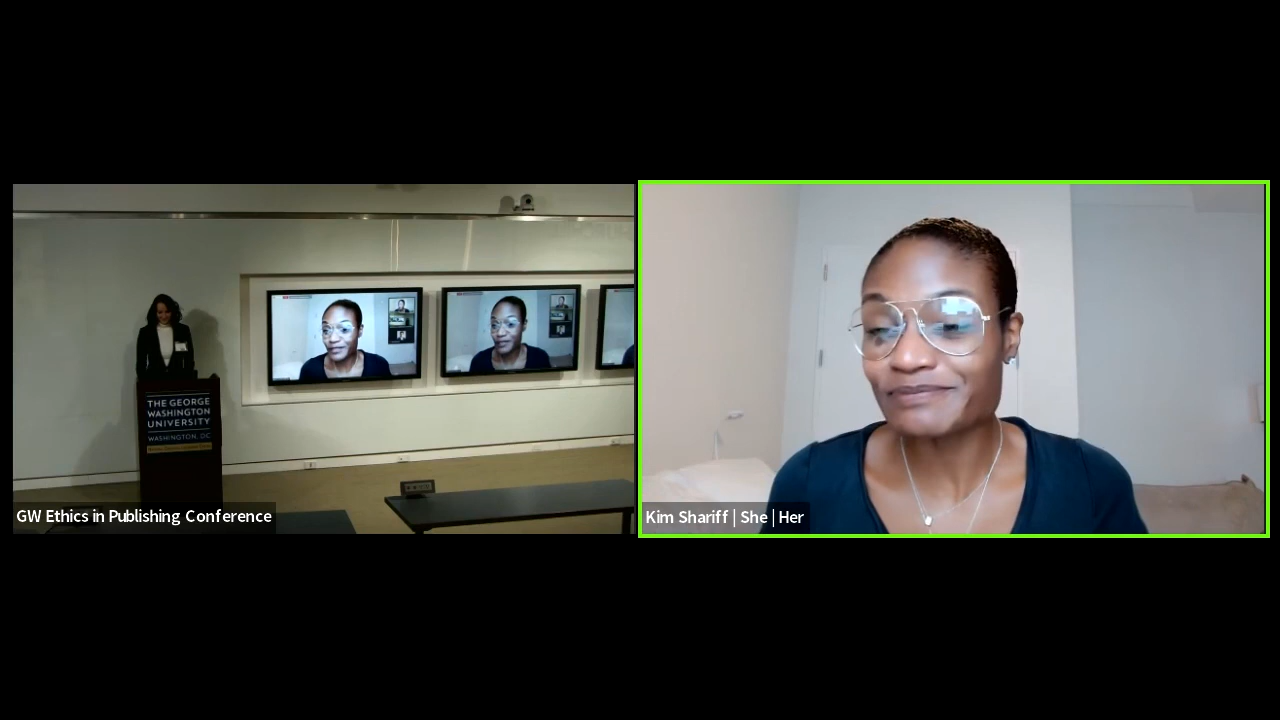 THE GEORGE
WASHINGTON
UNIVERSITY
WASHINGTON, DC
GW Ethics in Publishing Conference
Kim Shariff | She | Her